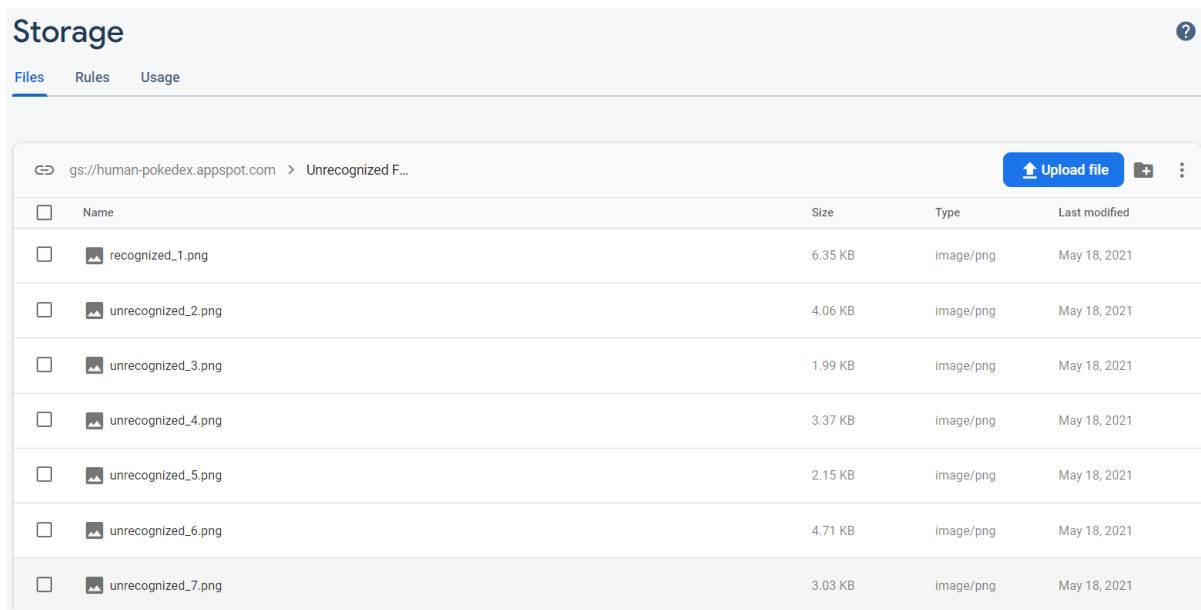 Storage
Files Rules Usage
gs://human-pokedex.appspot.com > Unrecognized F... Upload file
Name Size Type Last modified
recognized_1.png 6.35 KB image/png May 18, 2021
unrecognized_2.png 4.06 KB image/png May 18, 2021
unrecognized_3.png 1.99 KB image/png May 18, 2021
unrecognized_4.png 3.37 KB image/png May 18, 2021
unrecognized_5.png 2.15 KB image/png May 18, 2021
unrecognized_6.png 4.71 KB image/png May 18, 2021
unrecognized_7.png 3.03 KB image/png May 18, 2021